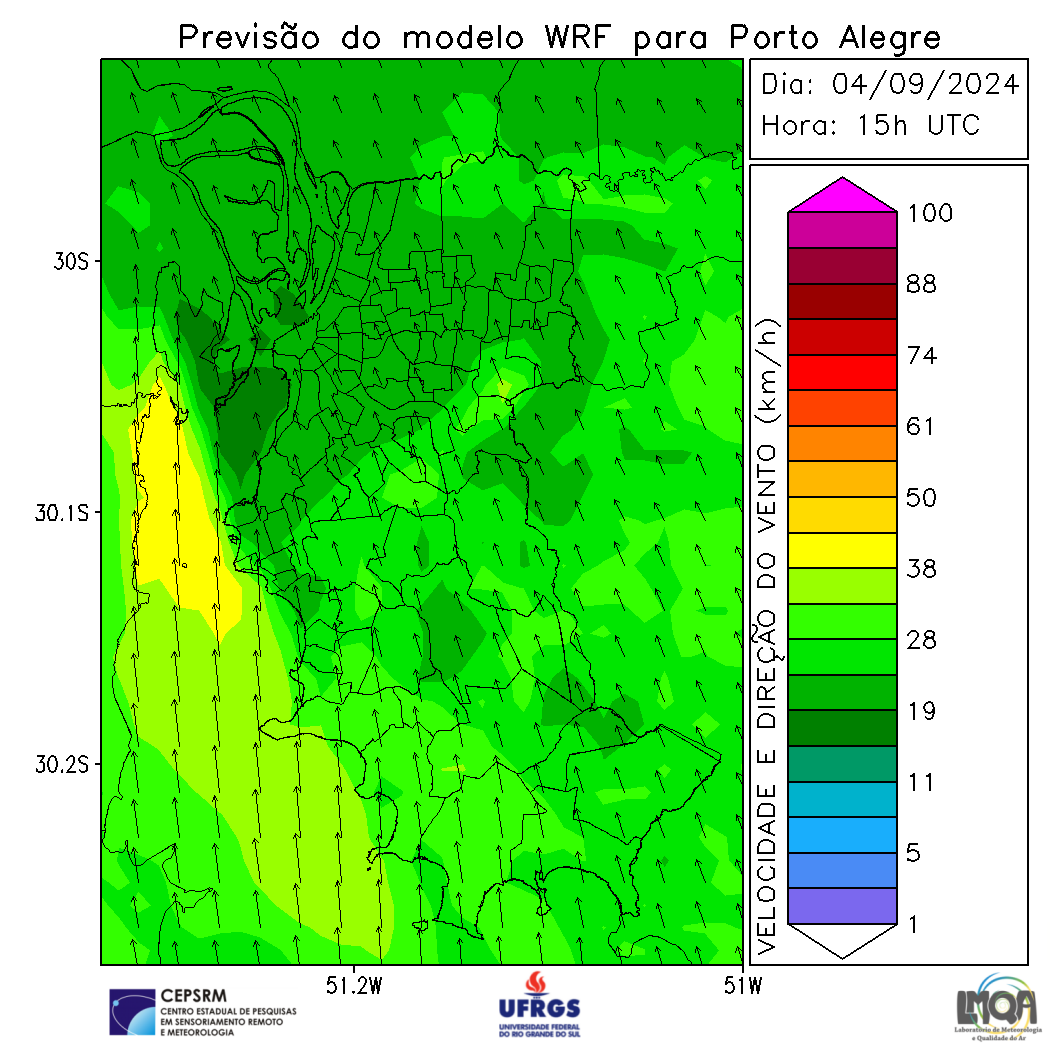 Previsão do modelo WRF para Porto Alegre
Dia: 04/09/2024
Hora: 15h UTC
100
88
74
61
50
38
28
19
11
5
1
VELOCIDADE E DIREÇÃO DO VENTO (km/h)
30S
30.1S
30.2S
51.2W
51W
CEPSRM
CENTRO ESTADUAL DE PESQUISAS
EM SENSORIAMENTO REMOTO
E METEOROLOGIA
UFRGS
UNIVERSIDADE FEDERAL
DO RIO GRANDE DO SUL
LMQA
Laboratório de Meteorologia
e Qualidade do Ar